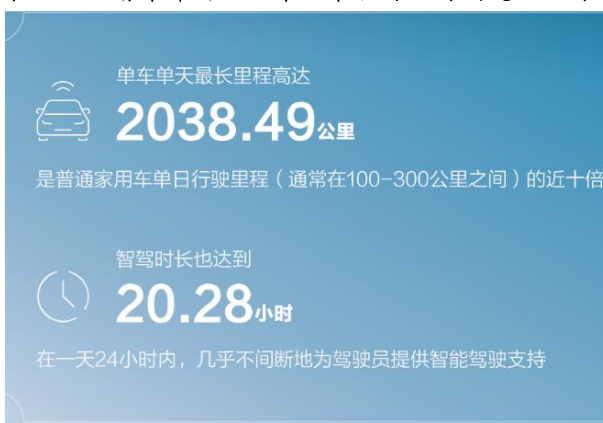 单车单天最长里程高达
2038.49公里
是普通家用车单日行驶里程（通常在100-300公里之间）的近十倍
智驾时长也达到
20.28小时
在一天24小时内，几乎不间断地为驾驶员提供智能驾驶支持